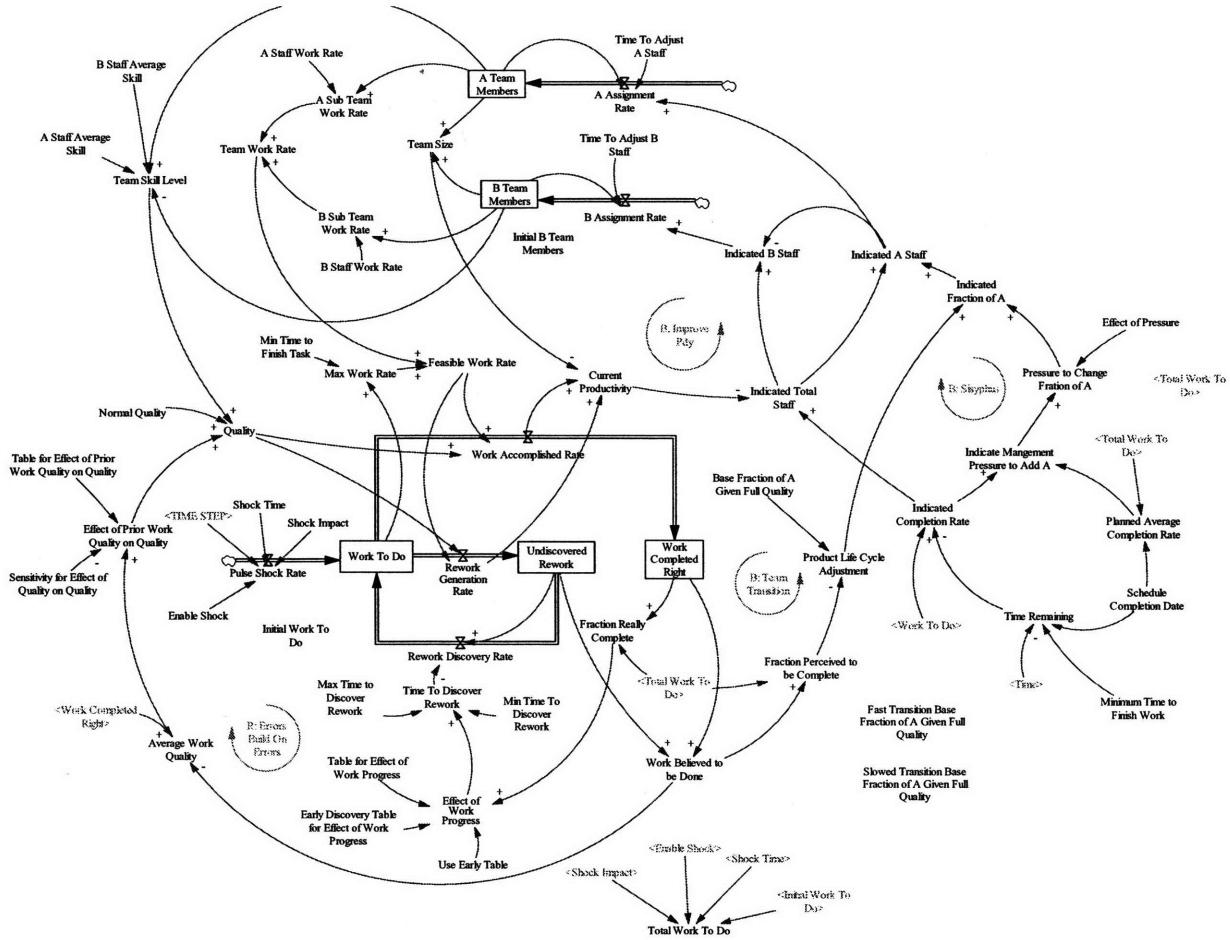 A Staff Work Rate
Time To Adjust
A Staff
B Staff Average
Skill
A Team
Members
A Sub Team
Work Rate
A Assignment
Rate
A Staff Average
Skill
Team Work Rate
Team Size
Time To Adjust B
Staff
Team Skill Level
B Team
Members
B Sub Team
Work Rate
B Assignment Rate
Initial B Team
Members
B Staff Work Rate
Indicated B Staff
Indicated A Staff
Indicated
Fraction of A
B: Improve
Pdy
Effect of Pressure
Min Time to
Finish Task
Feasible Work Rate
Max Work Rate
Current
Productivity
Indicated Total
Staff
B: Sisyphus
Pressure to Change
Fration of A
<Total Work To
Do>
Normal Quality
Quality
Work Accomplished Rate
Indicate Mangement
Pressure to Add A
<Total Work To
Do>
Table for Effect of Prior
Work Quality on Quality
Base Fraction of A
Given Full Quality
Shock Time
<TIME STEP>
Shock Impact
Indicated
Completion Rate
Planned Average
Completion Rate
Effect of Prior Work
Quality on Quality
Work To Do
Undiscovered
Rework
Work
Completed
Right
Product Life Cycle
Adjustment
Pulse Shock Rate
Rework
Generation
Rate
B: Team
Transition
Sensitivity for Effect of
Quality on Quality
Enable Shock
Initial Work To
Do
Fraction Really
Complete
<Work To Do>
Time Remaining
Schedule
Completion Date
Rework Discovery Rate
<Total Work To
Do>
Fraction Perceived to
be Complete
<Time>
Max Time to
Discover
Rework
Time To Discover
Rework
Min Time To
Discover
Rework
Minimum Time to
Finish Work
<Work Completed
Right>
R: Errors
Build On
Errors
Average Work
Quality
Fast Transition Base
Fraction of A Given Full
Quality
Table for Effect of
Work Progress
Work Believed to
be Done
Slowed Transition Base
Fraction of A Given Full
Quality
Early Discovery Table
for Effect of Work
Progress
Effect of
Work
Progress
Use Early Table
<Enable Shock>
<Shock Impact>
<Shock Time>
<Initial Work To
Do>
Total Work To Do